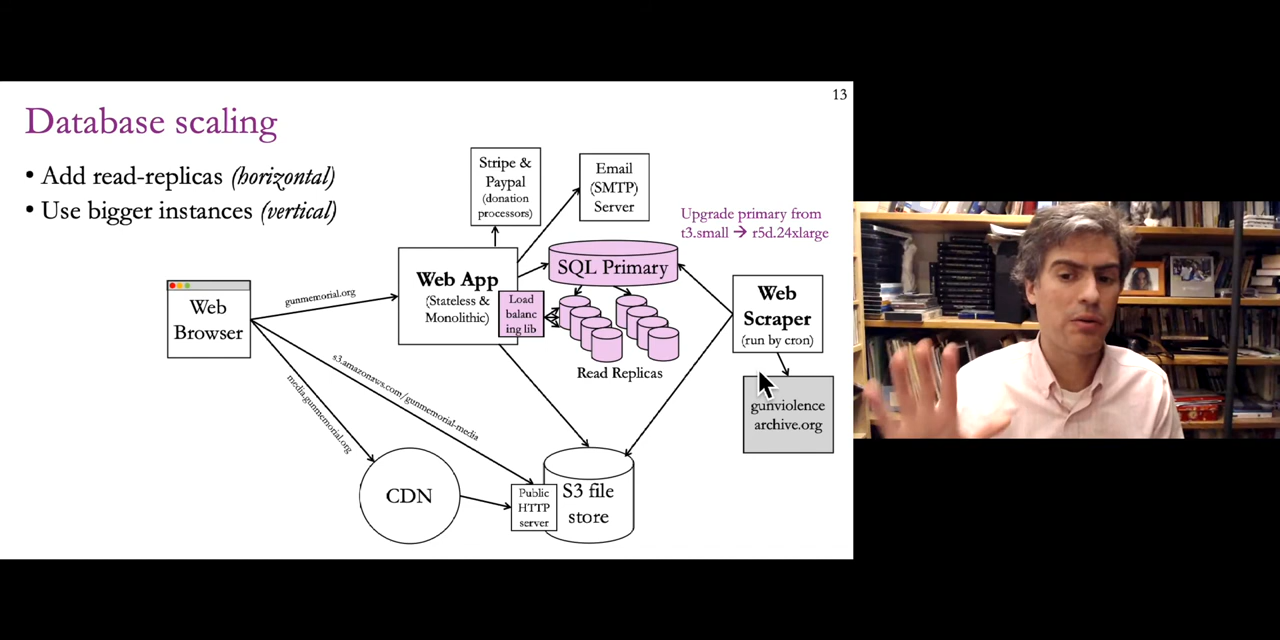 13
Database scaling
• Add read-replicas (horizontal)
• Use bigger instances (vertical)
Stripe &
Paypal
(donation
processors)
Email
(SMTP)
Server
Upgrade primary from
t3.small → r5d.24xlarge
Web
Browser
gunmemorial.org
Web App
(Stateless &
Monolithic)
Load
balanc
ing lib
SQL Primary
Read Replicas
Web
Scraper
(run by cron)
gunviolence
archive.org
s3.amazonaws.com/gunmemorial-media
media.gunmemorial.org
CDN
Public
HTTP
server
S3 file
store